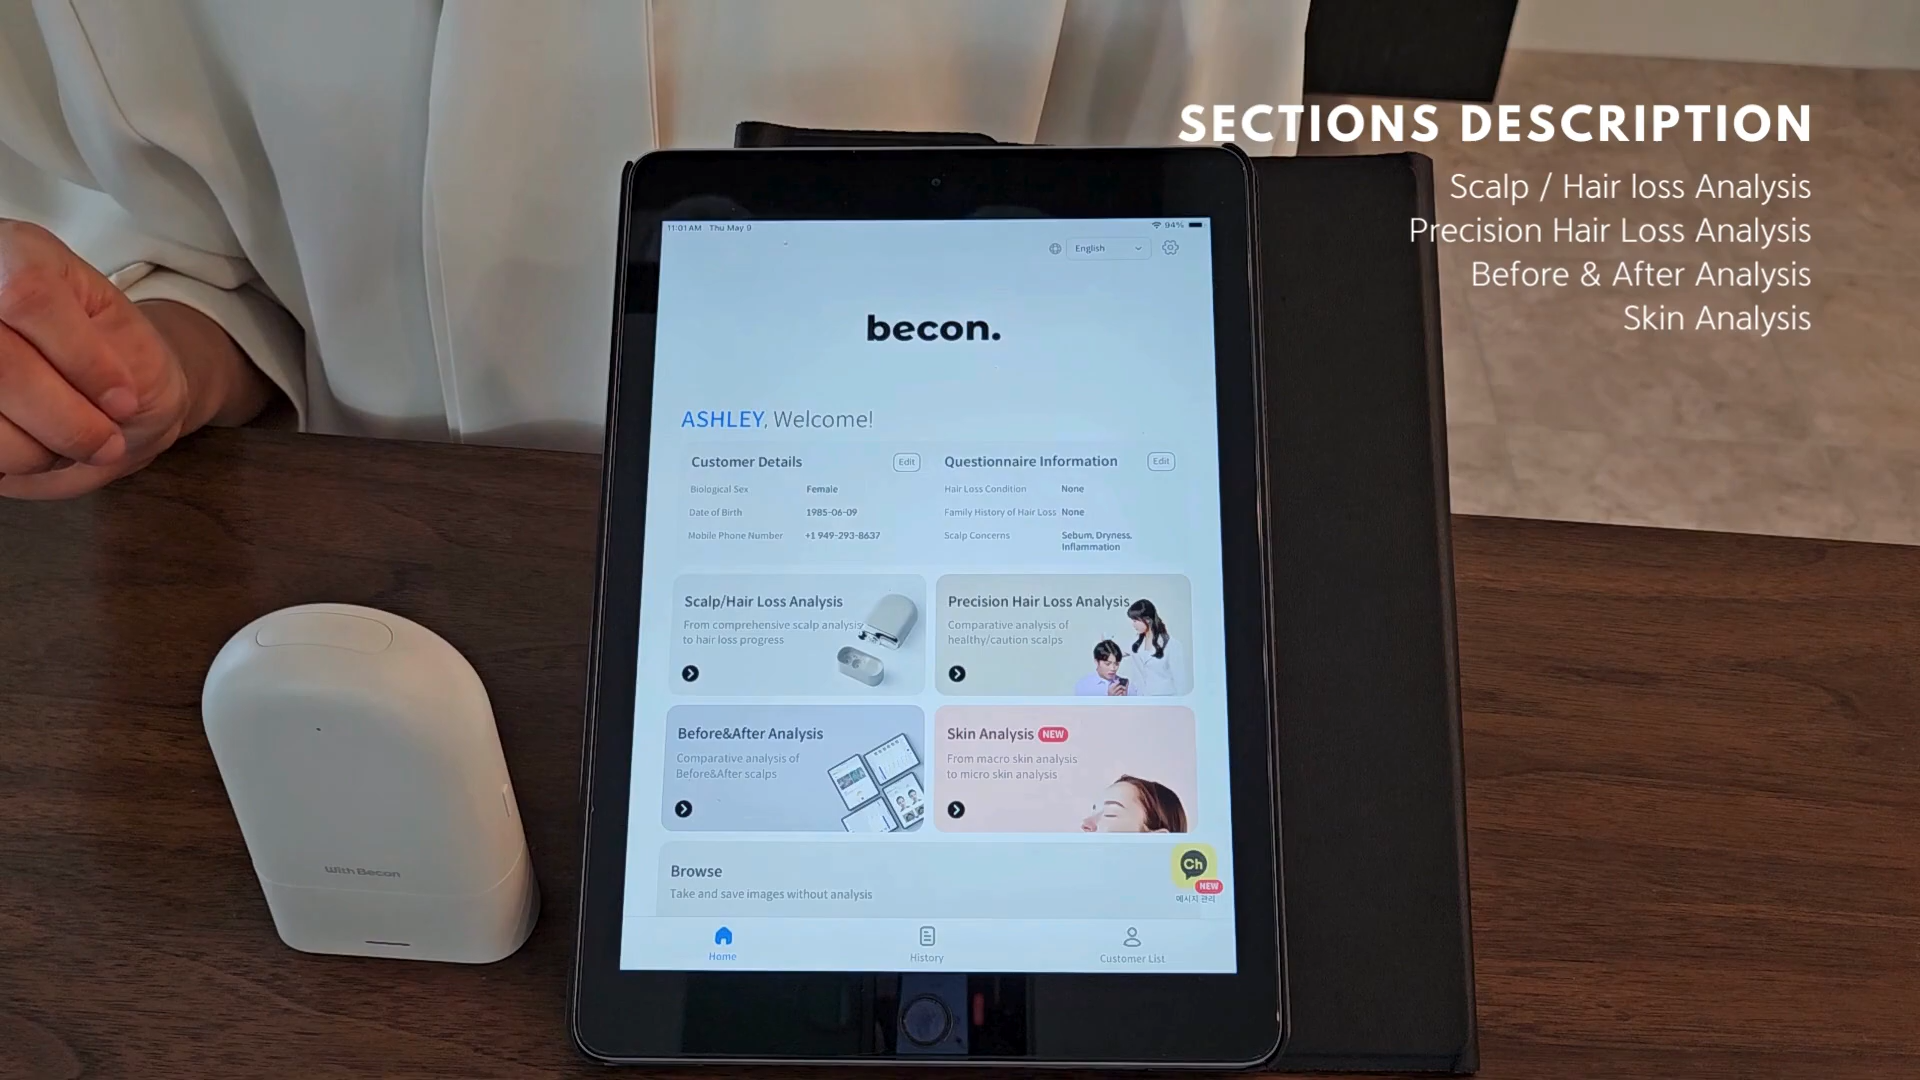 SECTIONS DESCRIPTION
Scalp / Hair loss Analysis
Precision Hair Loss Analysis
Before & After Analysis
Skin Analysis
11:01 AM Thu May 9
94%
English
becon.
ASHLEY, Welcome!
Customer Details
Edit
Biological Sex Female
Date of Birth 1985-06-09
Mobile Phone Number +1 949-293-8637
Questionnaire Information
Edit
Hair Loss Condition None
Family History of Hair Loss None
Scalp Concerns Sebum, Dryness,
Inflammation
Scalp/Hair Loss Analysis
From comprehensive scalp analysis
to hair loss progress
Precision Hair Loss Analysis
Comparative analysis of
healthy/caution scalps
Before&After Analysis
Comparative analysis of
Before&After scalps
Skin Analysis NEW
From macro skin analysis
to micro skin analysis
Browse
Take and save images without analysis
Ch
NEW
메시지 관리
Home
History
Customer List
With Becon